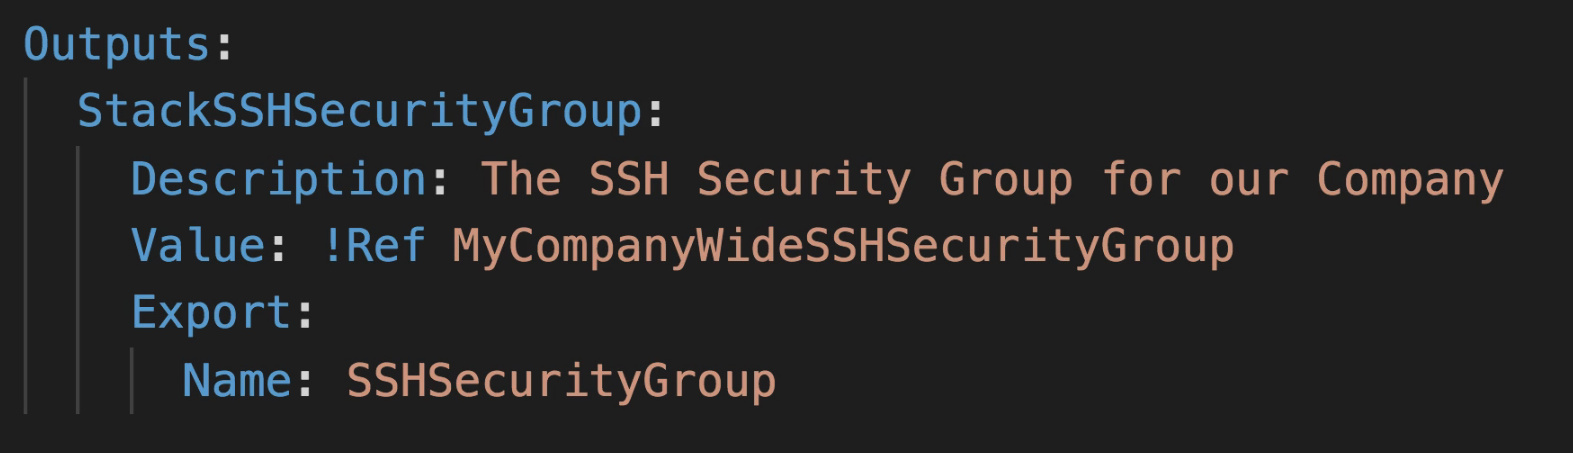 Outputs:
StackSSHSecurityGroup:
Description: The SSH Security Group for our Company
Value: !Ref MyCompanyWideSSHSecurityGroup
Export:
Name: SSHSecurityGroup